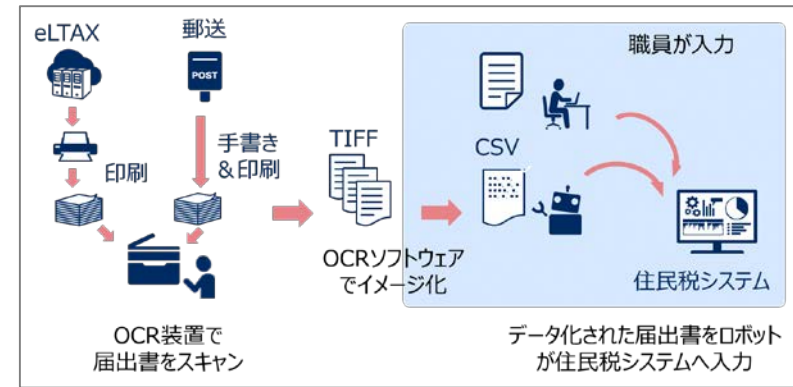 eLTAX
郵送
POST
印刷
手書き
&印刷
OCR装置で
届出書をスキャン
TIFF
OCRソフトウェア
でイメージ化
職員が入力
CSV
住民税システム
データ化された届出書をロボット
が住民税システムへ入力